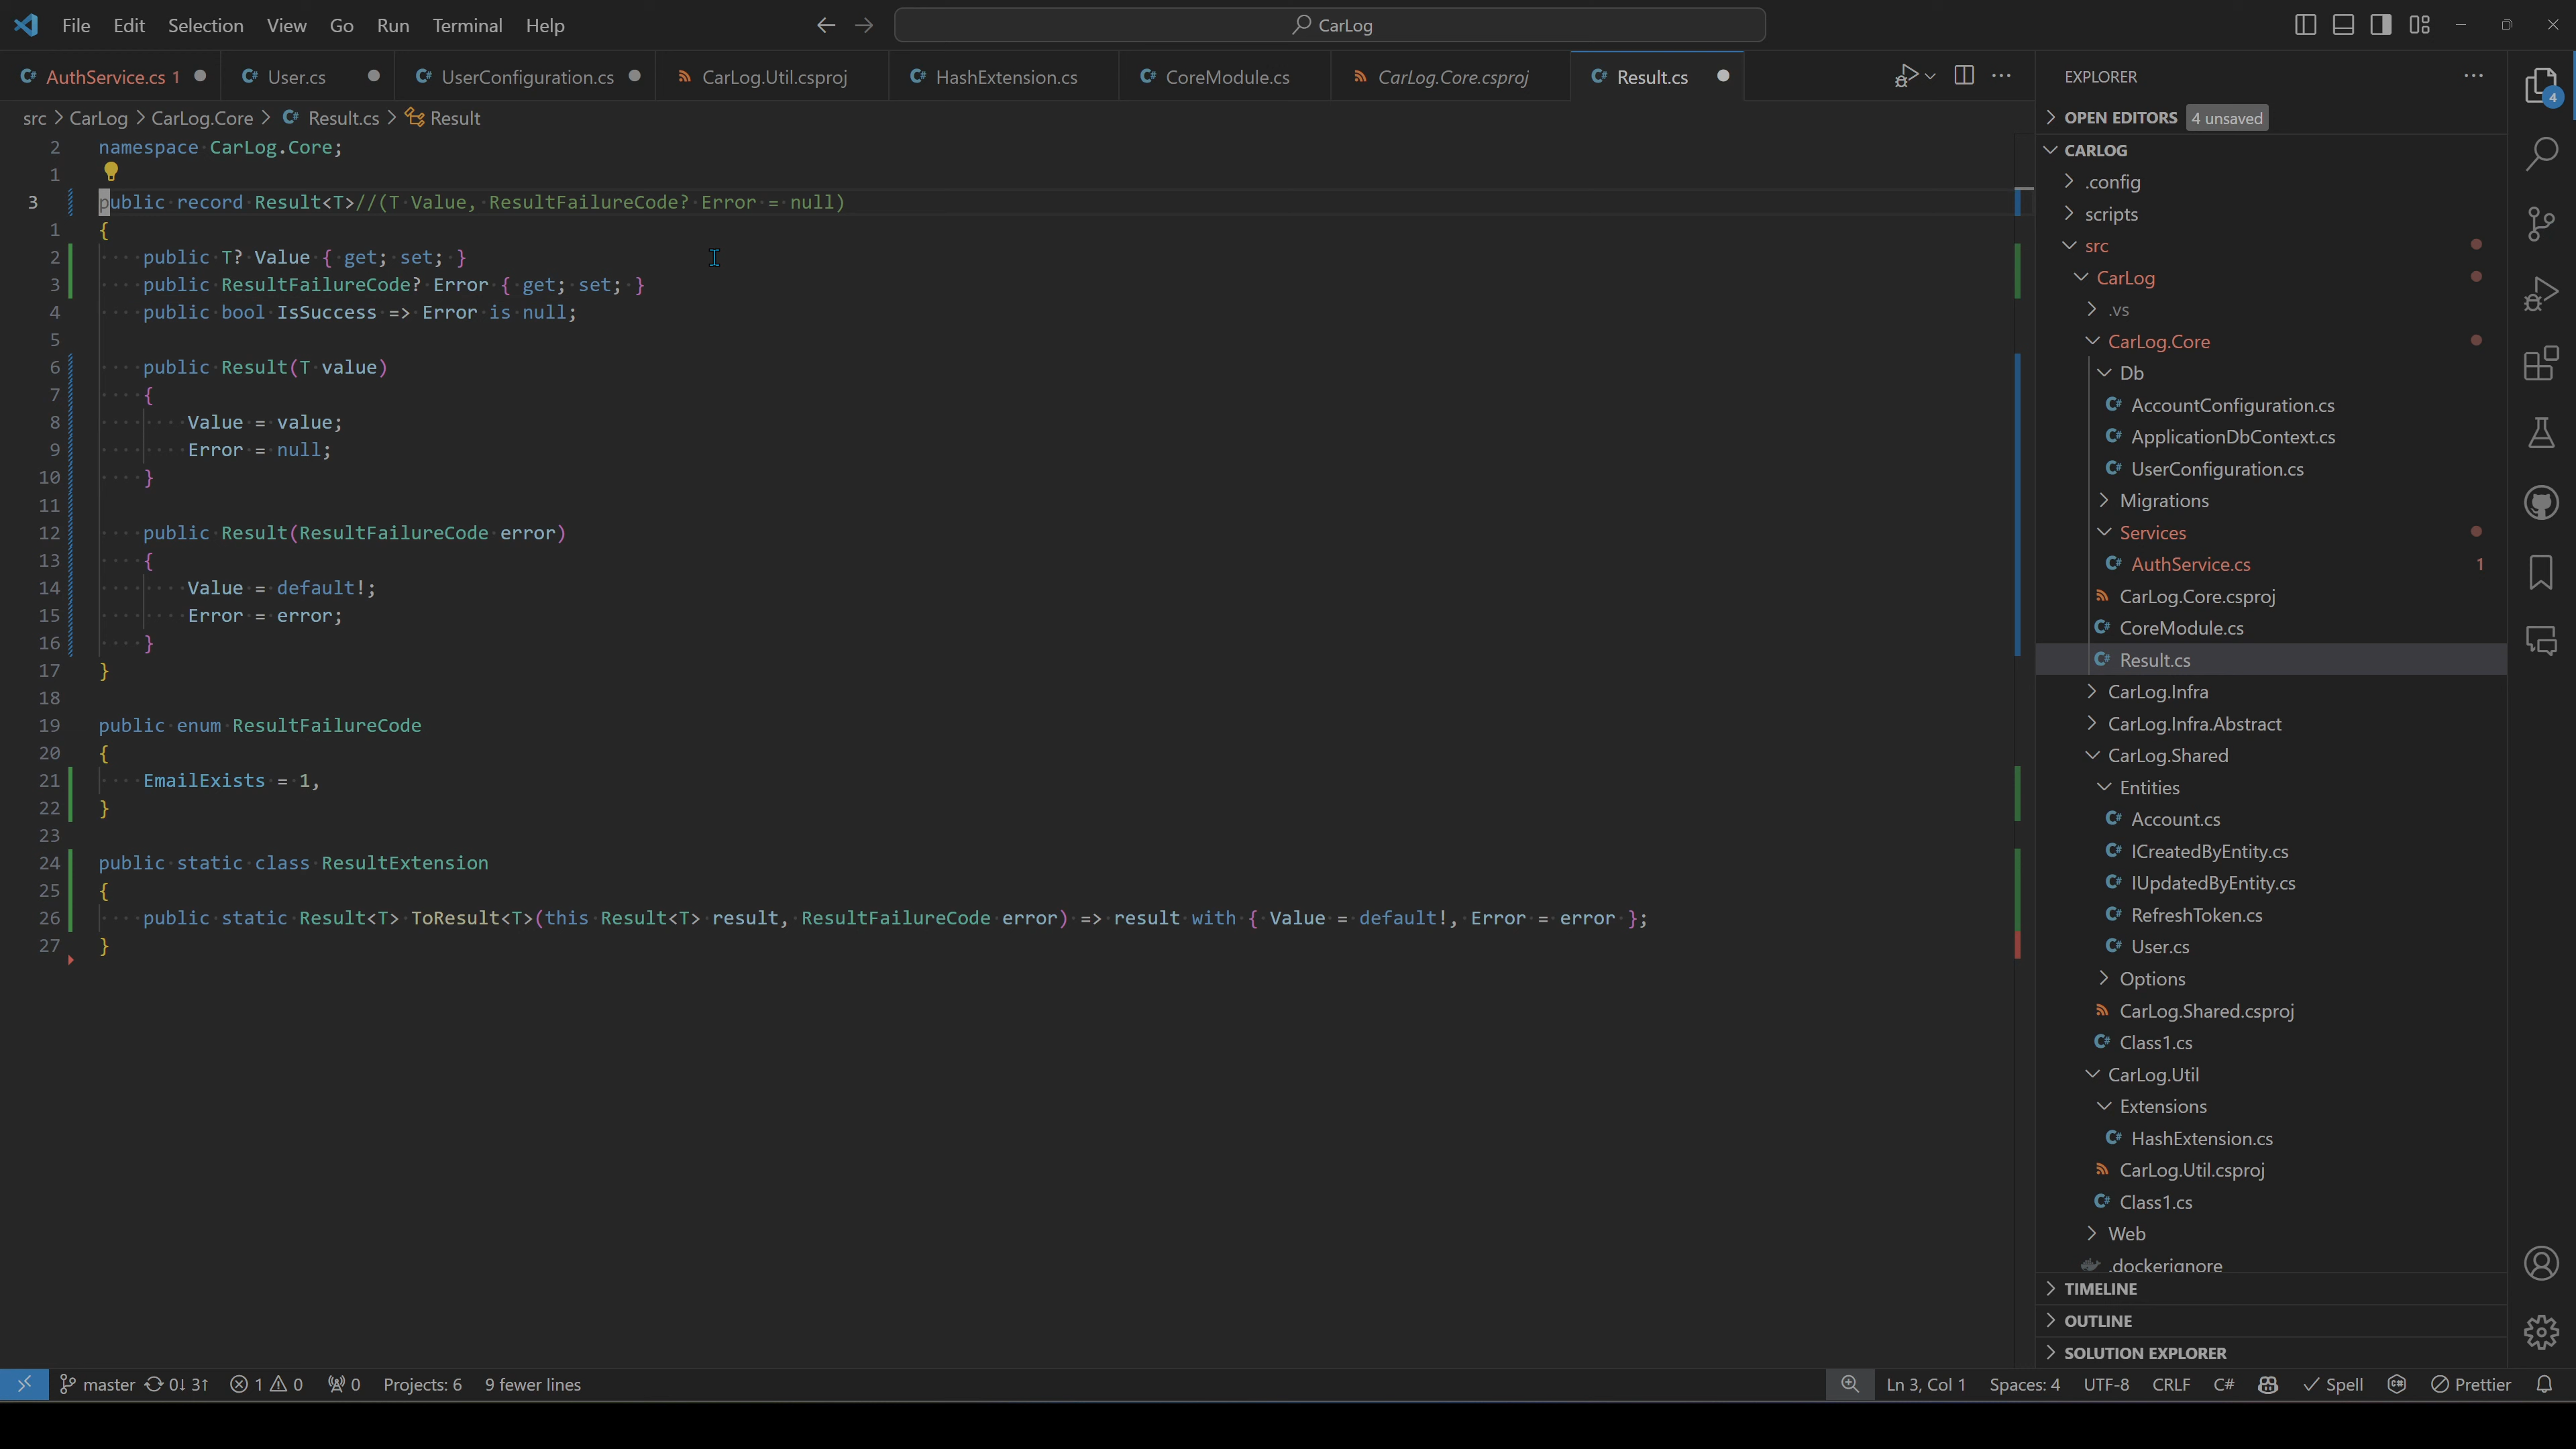 File Edit Selection View Go Run Terminal Help
CarLog
AuthService.cs 1
User.cs
UserConfiguration.cs
CarLog.Util.csproj
HashExtension.cs
CoreModule.cs
CarLog.Core.csproj
Result.cs
src > CarLog > CarLog.Core > Result.cs > Result
2 namespace CarLog.Core;
1
3 public record Result<T>//(T Value, ResultFailureCode? Error = null)
1 {
2 public T? Value { get; set; }
3 public ResultFailureCode? Error { get; set; }
4 public bool IsSuccess => Error is null;
5
6 public Result(T value)
7 {
8 Value = value;
9 Error = null;
10 }
11
12 public Result(ResultFailureCode error)
13 {
14 Value = default!;
15 Error = error;
16 }
17 }
18
19 public enum ResultFailureCode
20 {
21 EmailExists = 1,
22 }
23
24 public static class ResultExtension
25 {
26 public static Result<T> ToResult<T>(this Result<T> result, ResultFailureCode error) => result with { Value = default!, Error = error };
27 }
EXPLORER
OPEN EDITORS 4 unsaved
CARLOG
.config
scripts
src
CarLog
.vs
CarLog.Core
Db
AccountConfiguration.cs
ApplicationDbContext.cs
UserConfiguration.cs
Migrations
Services
AuthService.cs 1
CarLog.Core.csproj
CoreModule.cs
Result.cs
CarLog.Infra
CarLog.Infra.Abstract
CarLog.Shared
Entities
Account.cs
ICreatedByEntity.cs
IUpdatedByEntity.cs
RefreshToken.cs
User.cs
Options
CarLog.Shared.csproj
Class1.cs
CarLog.Util
Extensions
HashExtension.cs
CarLog.Util.csproj
Class1.cs
Web
.dockerignore
TIMELINE
OUTLINE
SOLUTION EXPLORER
4
master 0↓ 3↑ 1 0 0 Projects: 6 9 fewer lines
Ln 3, Col 1 Spaces: 4 UTF-8 CRLF C# Spell Prettier